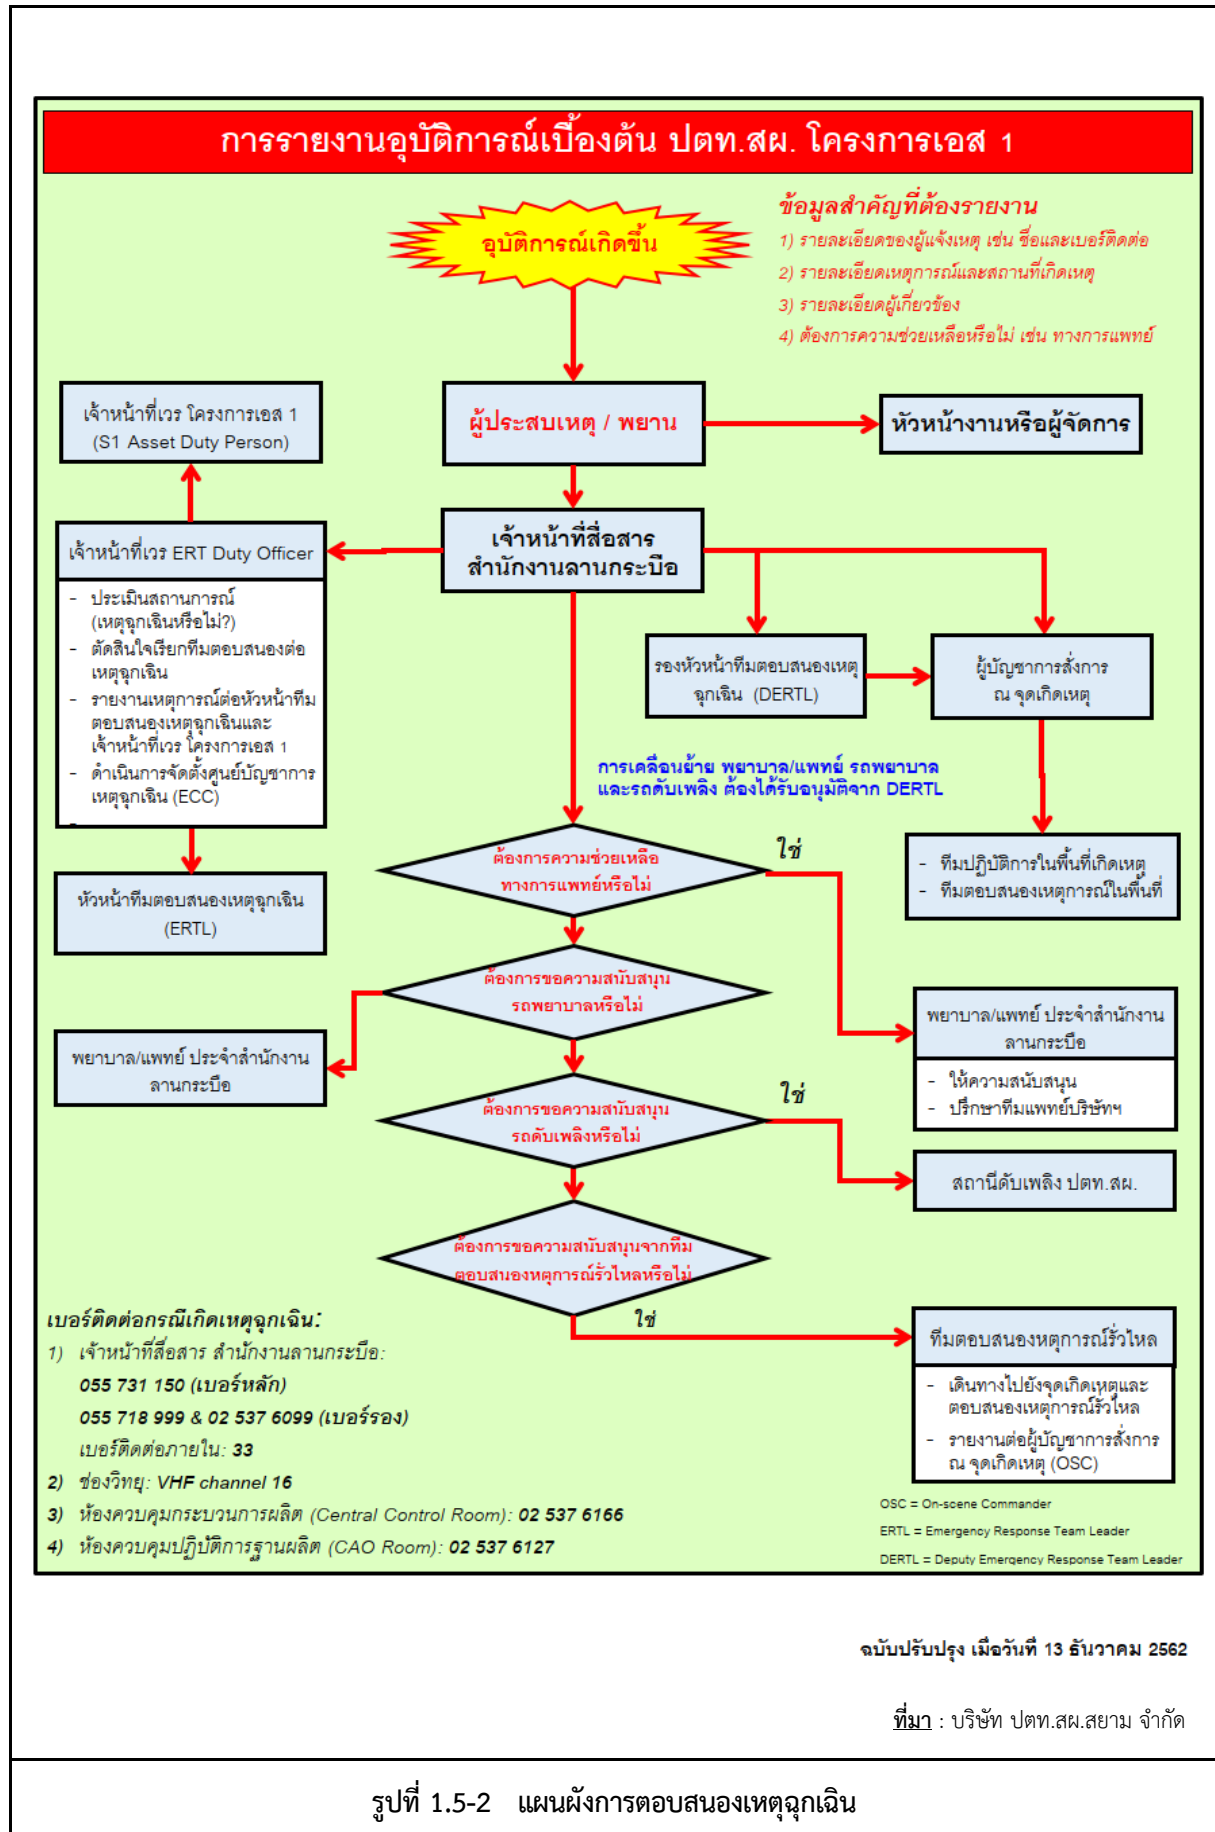 การรายงานอุบัติการณ์เบื้องต้น ปตท.สผ. โครงการเอส 1
อุบัติการณ์เกิดขึ้น
ข้อมูลสำคัญที่ต้องรายงาน
1) รายละเอียดของผู้แจ้งเหตุ เช่น ชื่อและเบอร์ติดต่อ
2) รายละเอียดเหตุการณ์และสถานที่เกิดเหตุ
3) รายละเอียดผู้เกี่ยวข้อง
4) ต้องการความช่วยเหลือหรือไม่ เช่น ทางการแพทย์
เจ้าหน้าที่เวร โครงการเอส 1
(S1 Asset Duty Person)
ผู้ประสบเหตุ / พยาน
หัวหน้างานหรือผู้จัดการ
เจ้าหน้าที่เวร ERT Duty Officer
- ประเมินสถานการณ์
(เหตุฉุกเฉินหรือไม่?)
- ตัดสินใจเรียกทีมตอบสนองต่อ
เหตุฉุกเฉิน
- รายงานเหตุการณ์ต่อหัวหน้าทีม
ตอบสนองเหตุฉุกเฉินและ
เจ้าหน้าที่เวร โครงการเอส 1
- ดำเนินการจัดตั้งศูนย์บัญชาการ
เหตุฉุกเฉิน (ECC)
-
เจ้าหน้าที่สื่อสาร
สำนักงานลานกระบือ
รองหัวหน้าทีมตอบสนองเหตุ
ฉุกเฉิน (DERTL)
ผู้บัญชาการสั่งการ
ณ จุดเกิดเหตุ
การเคลื่อนย้าย พยาบาล/แพทย์ รถพยาบาล
และรถดับเพลิง ต้องได้รับอนุมัติจาก DERTL
ต้องการความช่วยเหลือ
ทางการแพทย์หรือไม่
ใช่
- ทีมปฏิบัติการในพื้นที่เกิดเหตุ
- ทีมตอบสนองเหตุการณ์ในพื้นที่
หัวหน้าทีมตอบสนองเหตุฉุกเฉิน
(ERTL)
ต้องการขอความสนับสนุน
รถพยาบาลหรือไม่
พยาบาล/แพทย์ ประจำสำนักงาน
ลานกระบือ
- ให้ความสนับสนุน
- ปรึกษาทีมแพทย์บริษัทฯ
พยาบาล/แพทย์ ประจำสำนักงาน
ลานกระบือ
ต้องการขอความสนับสนุน
รถดับเพลิงหรือไม่
ใช่
สถานีดับเพลิง ปตท.สผ.
ต้องการขอความสนับสนุนจากทีม
ตอบสนองหตุการณ์รั่วไหลหรือไม่
ใช่
ทีมตอบสนองหตุการณ์รั่วไหล
- เดินทางไปยังจุดเกิดเหตุและ
ตอบสนองเหตุการณ์รั่วไหล
- รายงานต่อผู้บัญชาการสั่งการ
ณ จุดเกิดเหตุ (OSC)
เบอร์ติดต่อกรณีเกิดเหตุฉุกเฉิน:
1) เจ้าหน้าที่สื่อสาร สำนักงานลานกระบือ:
055 731 150 (เบอร์หลัก)
055 718 999 & 02 537 6099 (เบอร์รอง)
เบอร์ติดต่อภายใน: 33
2) ช่องวิทยุ: VHF channel 16
3) ห้องควบคุมกระบวนการผลิต (Central Control Room): 02 537 6166
4) ห้องควบคุมปฏิบัติการฐานผลิต (CAO Room): 02 537 6127
OSC = On-scene Commander
ERTL = Emergency Response Team Leader
DERTL = Deputy Emergency Response Team Leader
ฉบับปรับปรุง เมื่อวันที่ 13 ธันวาคม 2562
ที่มา : บริษัท ปตท.สผ.สยาม จำกัด
รูปที่ 1.5-2 แผนผังการตอบสนองเหตุฉุกเฉิน